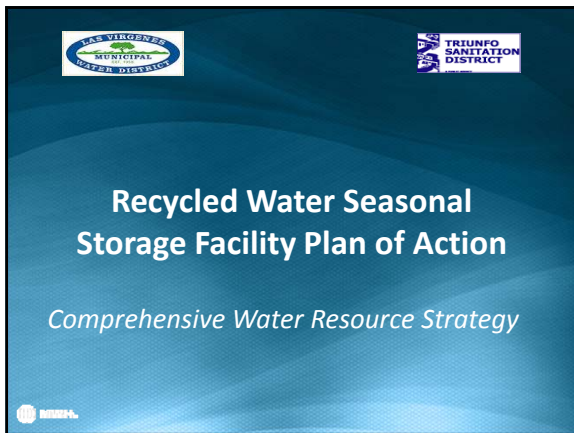 LAS VIRGENES
MUNICIPAL
WATER DISTRICT
TRIUNFO
SANITATION
DISTRICT
Recycled Water Seasonal
Storage Facility Plan of Action
Comprehensive Water Resource Strategy
MWH